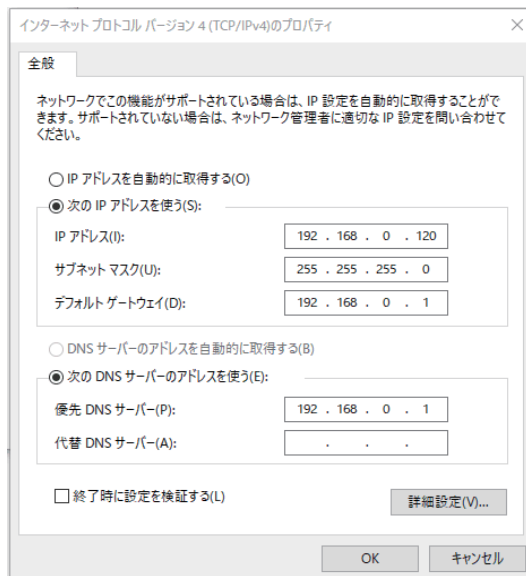 インターネット プロトコル バージョン 4 (TCP/IPv4)のプロパティ
全般
ネットワークでこの機能がサポートされている場合は、IP 設定を自動的に取得することがで
きます。サポートされていない場合は、ネットワーク管理者に適切な IP 設定を問い合わせて
ください。
IP アドレスを自動的に取得する(O)
次の IP アドレスを使う(S):
IP アドレス(I): 192 . 168 . 0 . 120
サブネット マスク(U): 255 . 255 . 255 . 0
デフォルト ゲートウェイ(D): 192 . 168 . 0 . 1
DNS サーバーのアドレスを自動的に取得する(B)
次の DNS サーバーのアドレスを使う(E):
優先 DNS サーバー(P): 192 . 168 . 0 . 1
代替 DNS サーバー(A): . . .
終了時に設定を検証する(L)
詳細設定(V)...
OK キャンセル